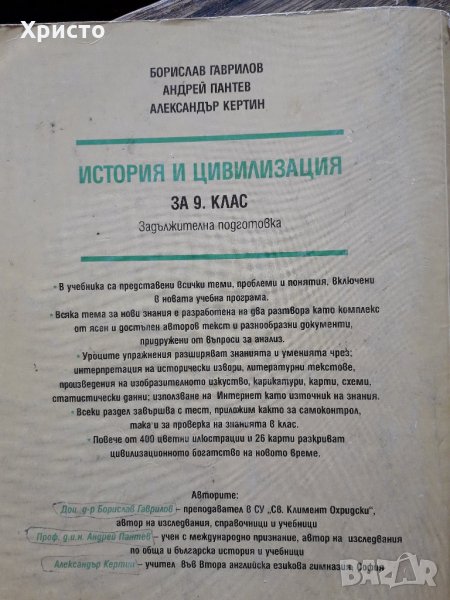 Христо
БОРИСЛАВ ГАВРИЛОВ
АНДРЕЙ ПАНТЕВ
АЛЕКСАНДЪР КЕРТИН
ИСТОРИЯ И ЦИВИЛИЗАЦИЯ
ЗА 9. КЛАС
Задължителна подготовка
• В учебника са представени всички теми, проблеми и понятия, включени
в новата учебна програма.
• Всяка тема за нови знания е разработена на два разтвора като комплекс
от ясен и достъпен авторов текст и разнообразни документи,
придружени от въпроси за анализ.
• Уроците упражнения разширяват знанията и уменията чрез:
интерпретация на исторически извори, литературни текстове,
произведения на изобразителното изкуство, карикатури, карти, схеми,
статистически данни; използване на Интернет като източник на знания.
• Всеки раздел завършва с тест, приложим както за самоконтрол,
така и за проверка на знанията в клас.
• Повече от 400 цветни илюстрации и 26 карти разкриват
цивилизационното богатство на новото време.
Авторите:
Доц. д-р Борислав Гаврилов – преподавател в СУ „Св. Климент Охридски",
автор на изследвания, справочници и учебници
Проф. д.и.н. Андрей Пантев – учен с международно признание, автор на изследвания
по обща и българска история и учебници
Александър Кертин – учител във Втора английска езикова гимназия, София
BAZAR